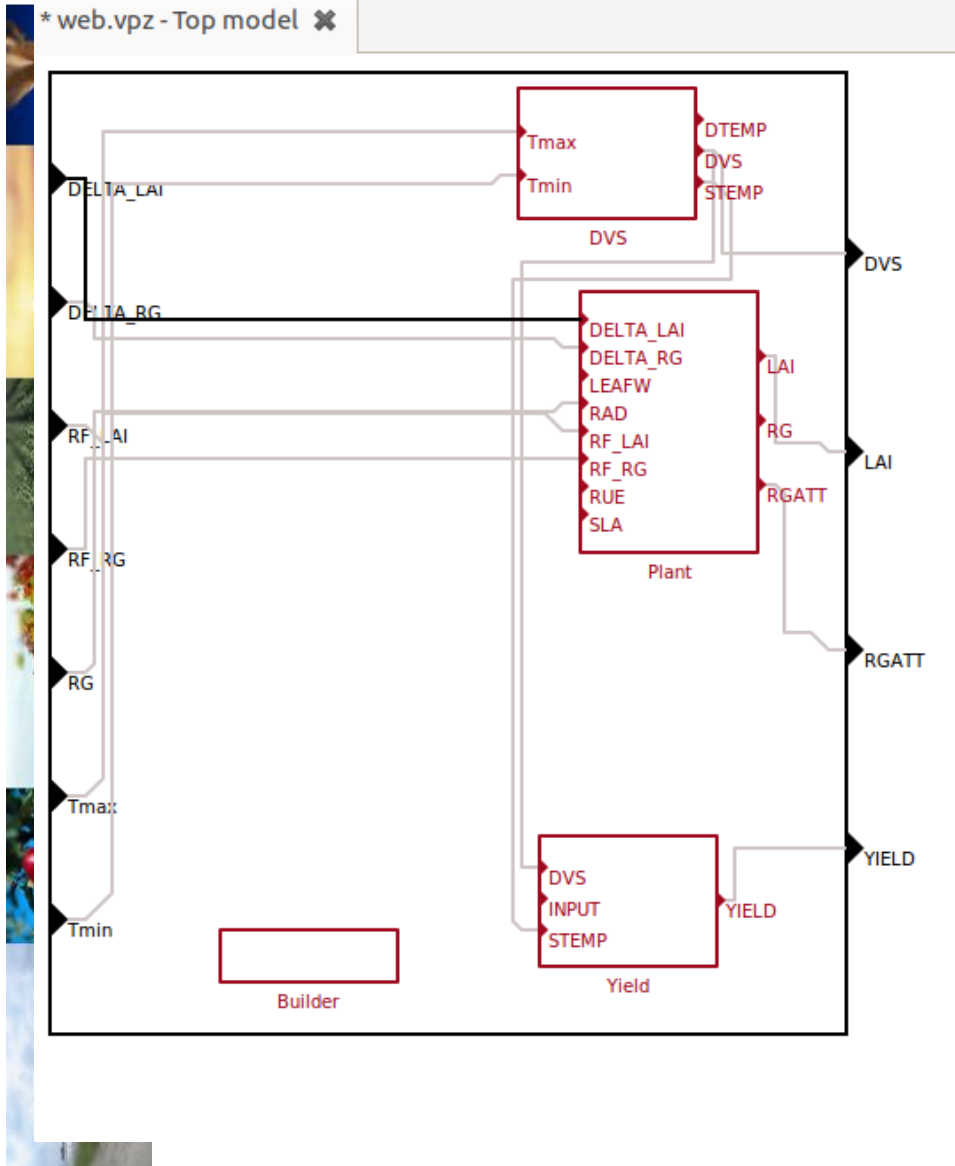 * web.vpz - Top model ✖
DELTA_LAI
DELTA_RG
RF_LAI
RF_RG
RG
Tmax
Tmin
Tmax
Tmin
DTEMP
DVS
STEMP
DVS
DELTA_LAI
DELTA_RG
LEAFW
RAD
RF_LAI
RF_RG
RUE
SLA
LAI
RG
RGATT
Plant
DVS
INPUT
STEMP
YIELD
Yield
Builder
DVS
LAI
RGATT
YIELD